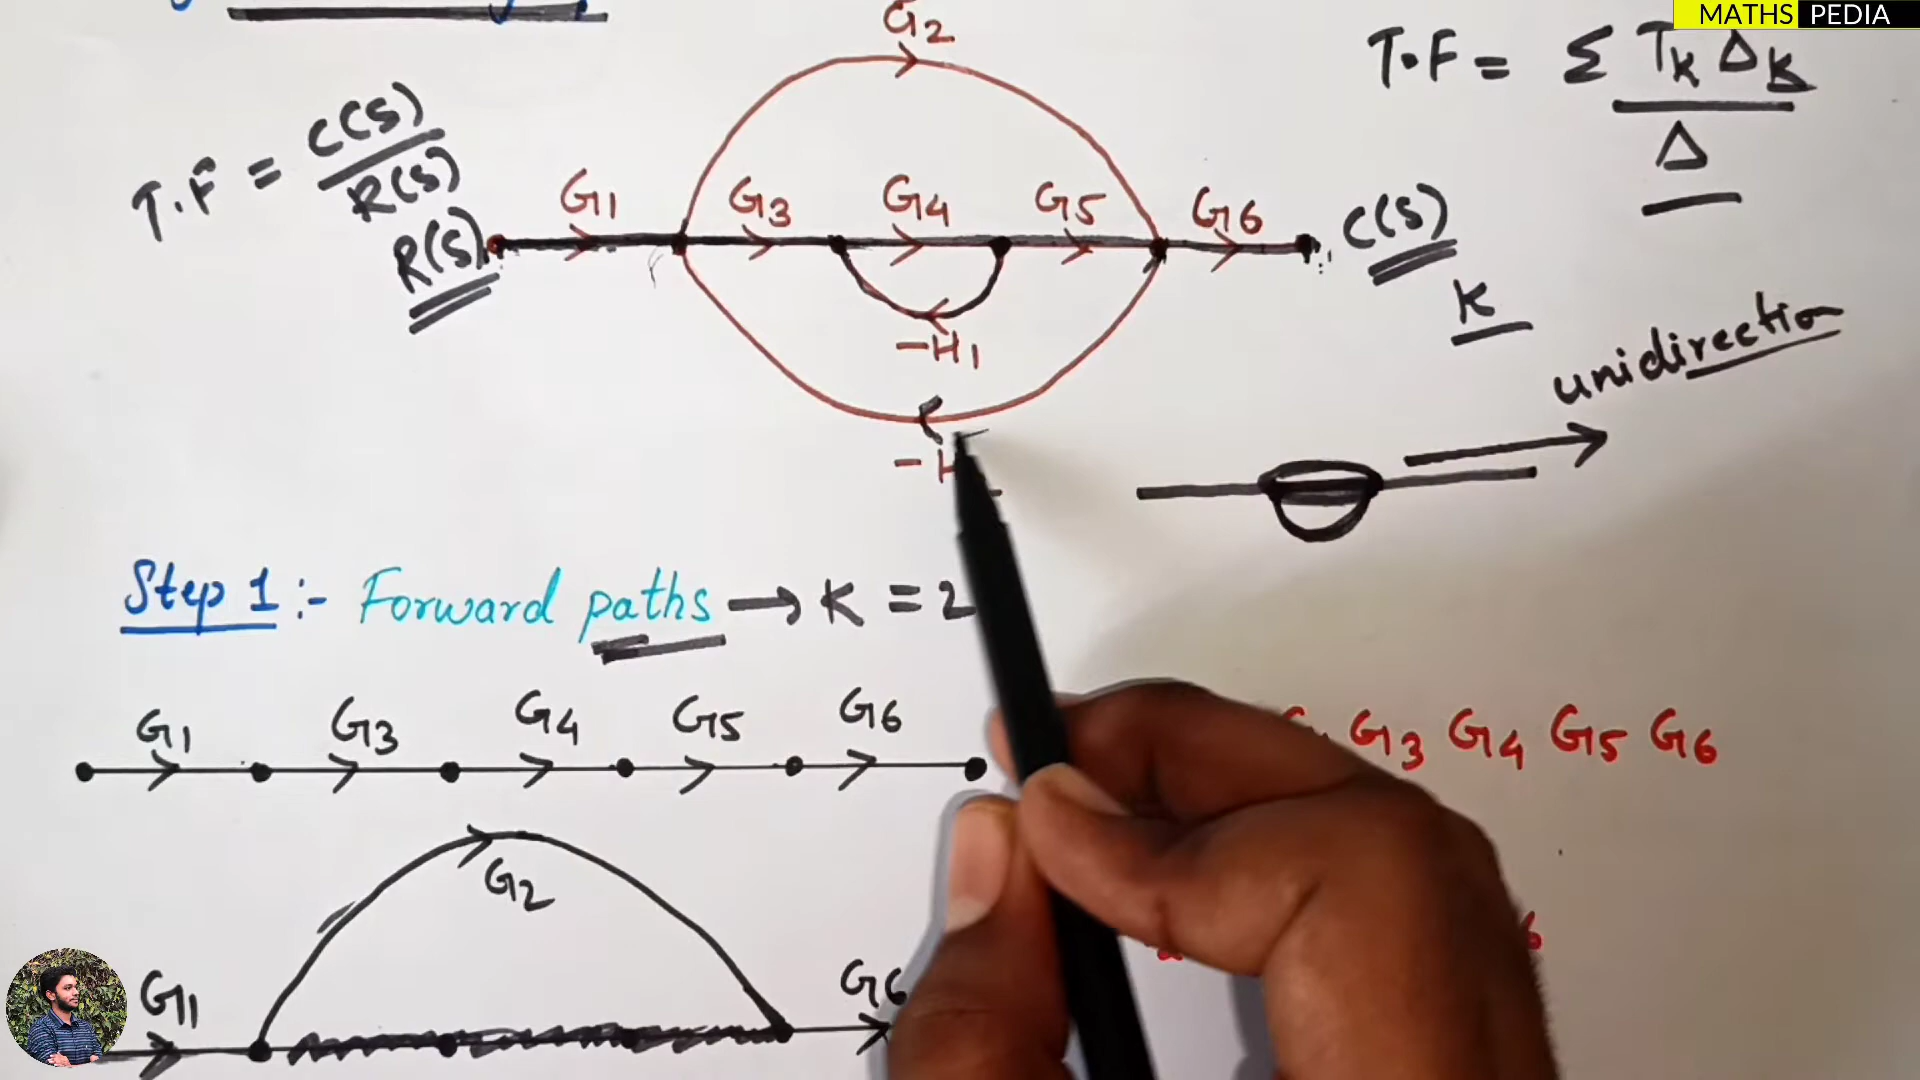 MATHS PEDIA
G2
T.F = Σ TK ΔK
Δ
T.F = C(S)
R(S)
R(S)
G1 G3 G4 G5 G6
C(S)
K
-H1
unidirection
- H
Step 1:- Forward paths → K = 2
G1 G3 G4 G5 G6
G3 G4 G5 G6
G2
G1 G6
6